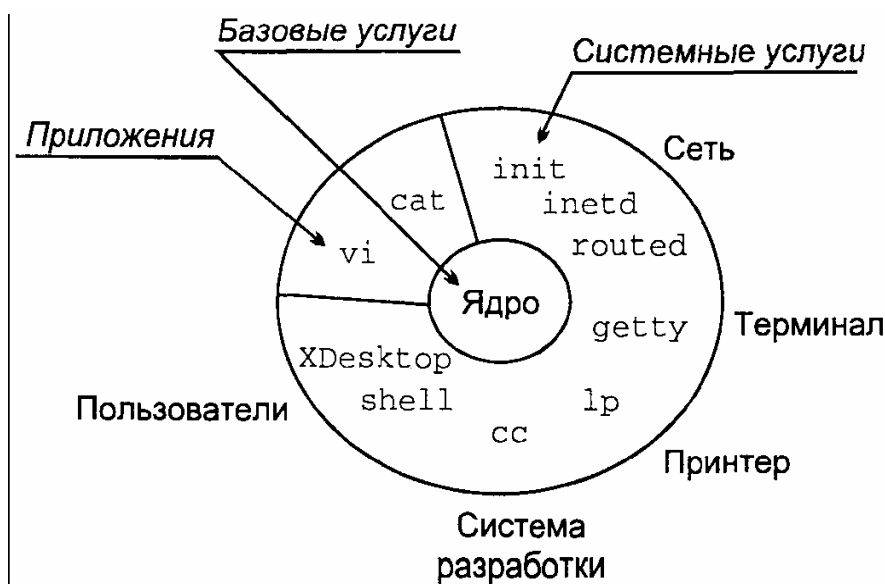 Базовые услуги
Системные услуги
Приложения
Сеть
init
cat
inetd
routed
vi
Ядро
getty
Терминал
XDesktop
Пользователи
shell
lp
cc
Принтер
Система
разработки